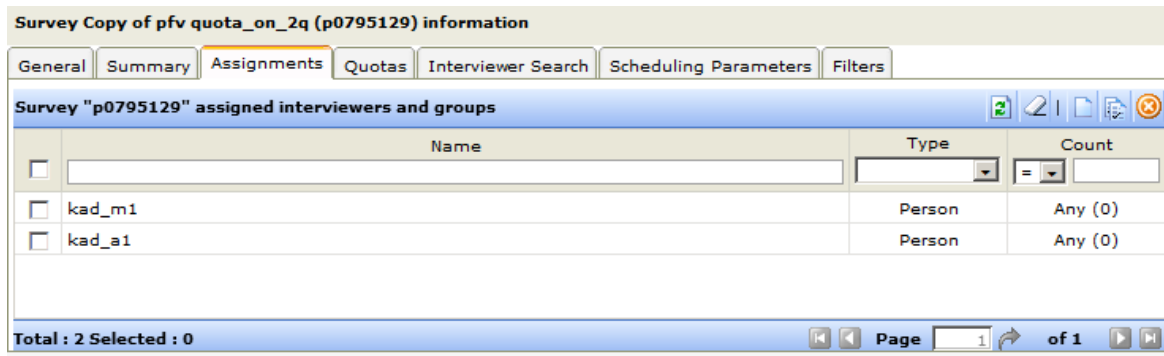 Survey Copy of pfv quota_on_2q (p0795129) information
General Summary Assignments Quotas Interviewer Search Scheduling Parameters Filters
Survey "p0795129" assigned interviewers and groups
Name Type Count
=
kad_m1 Person Any (0)
kad_a1 Person Any (0)
Total : 2 Selected : 0 Page 1 of 1